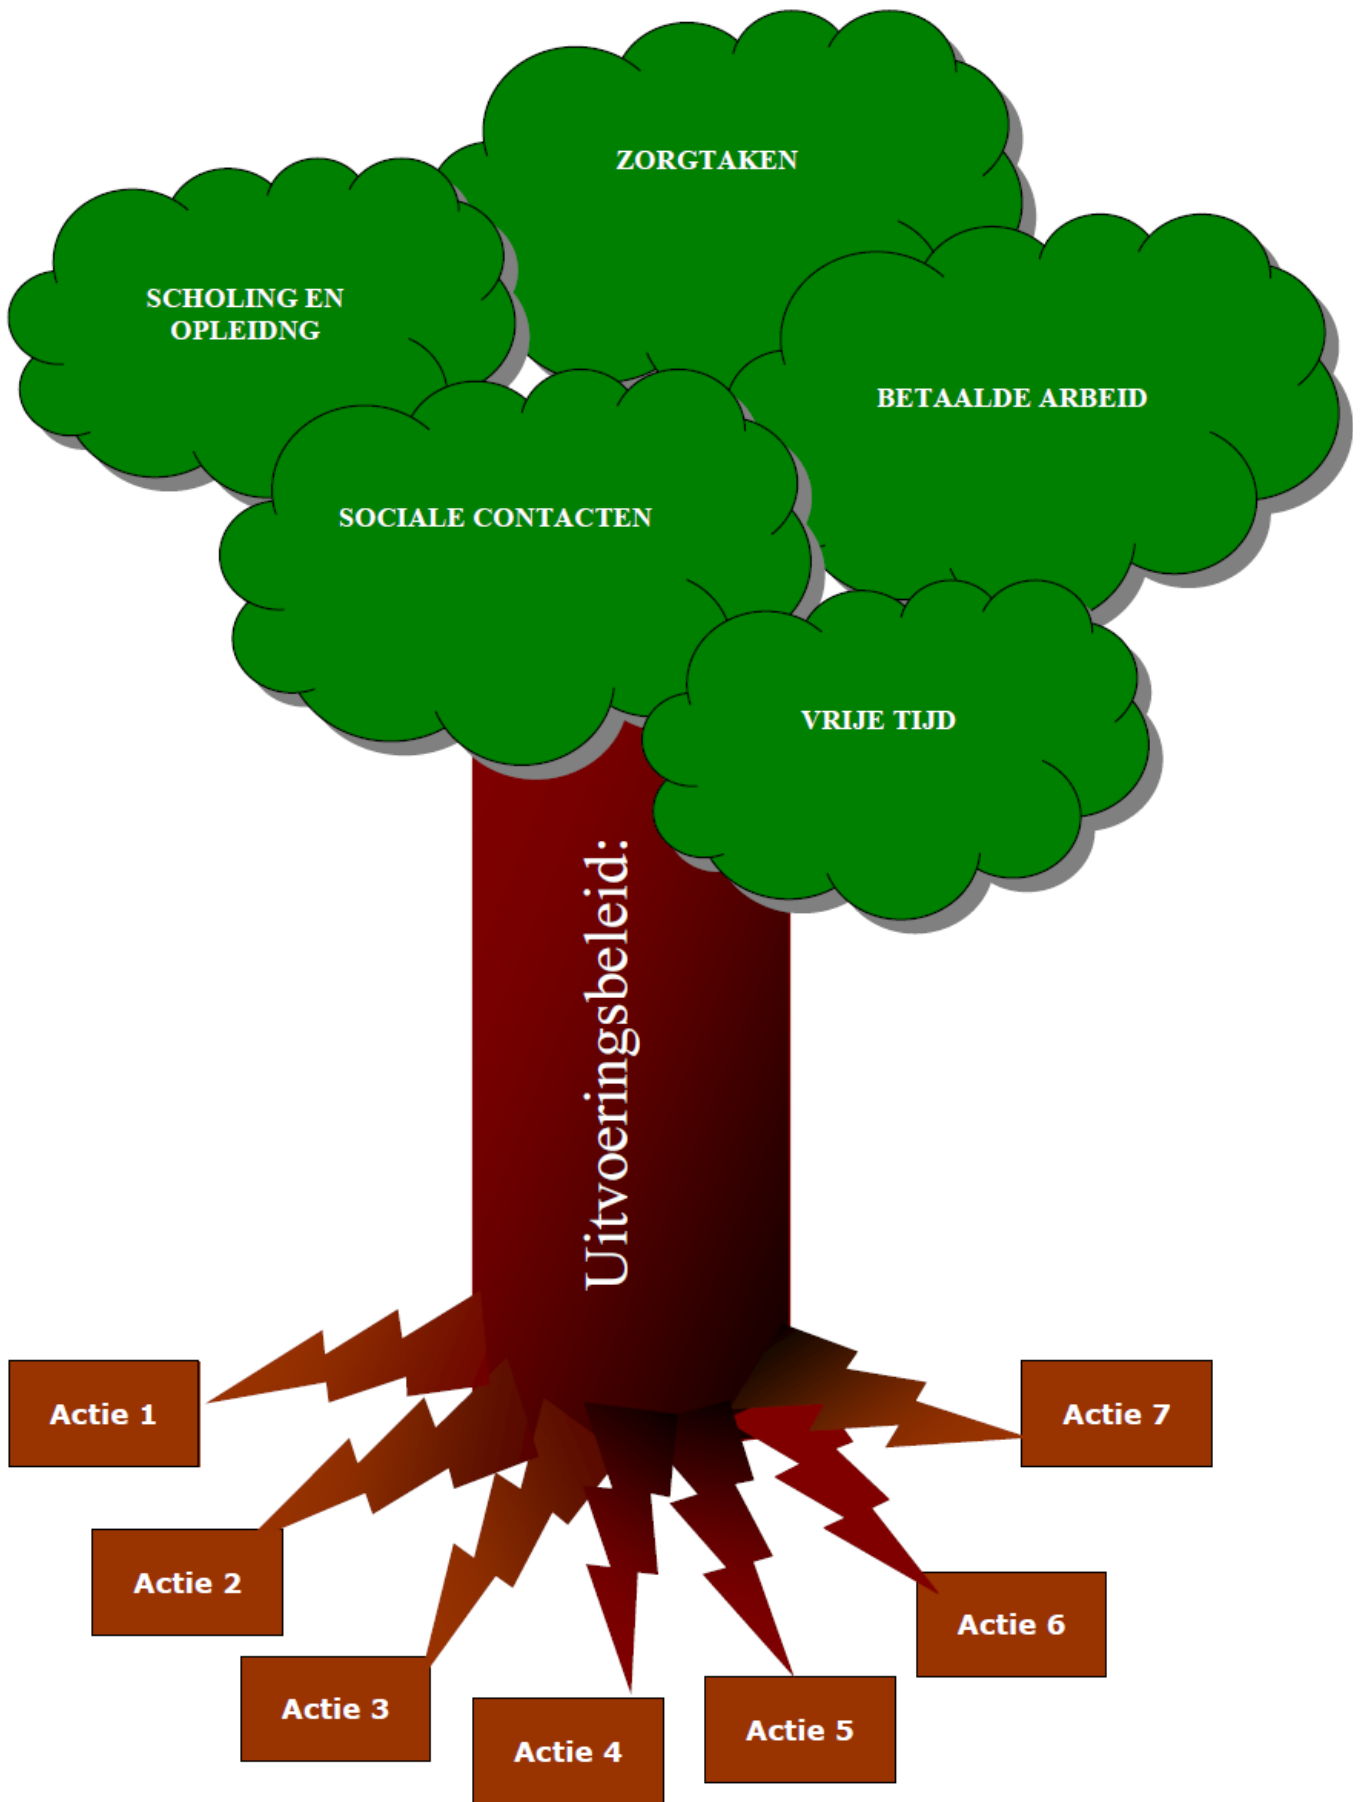 ZORGTAKEN
SCHOLING EN
OPLEIDNG
BETAALDE ARBEID
SOCIALE CONTACTEN
VRIJE TIJD
Uitvoeringsbeleid:
Actie 1
Actie 2
Actie 3
Actie 4
Actie 5
Actie 6
Actie 7